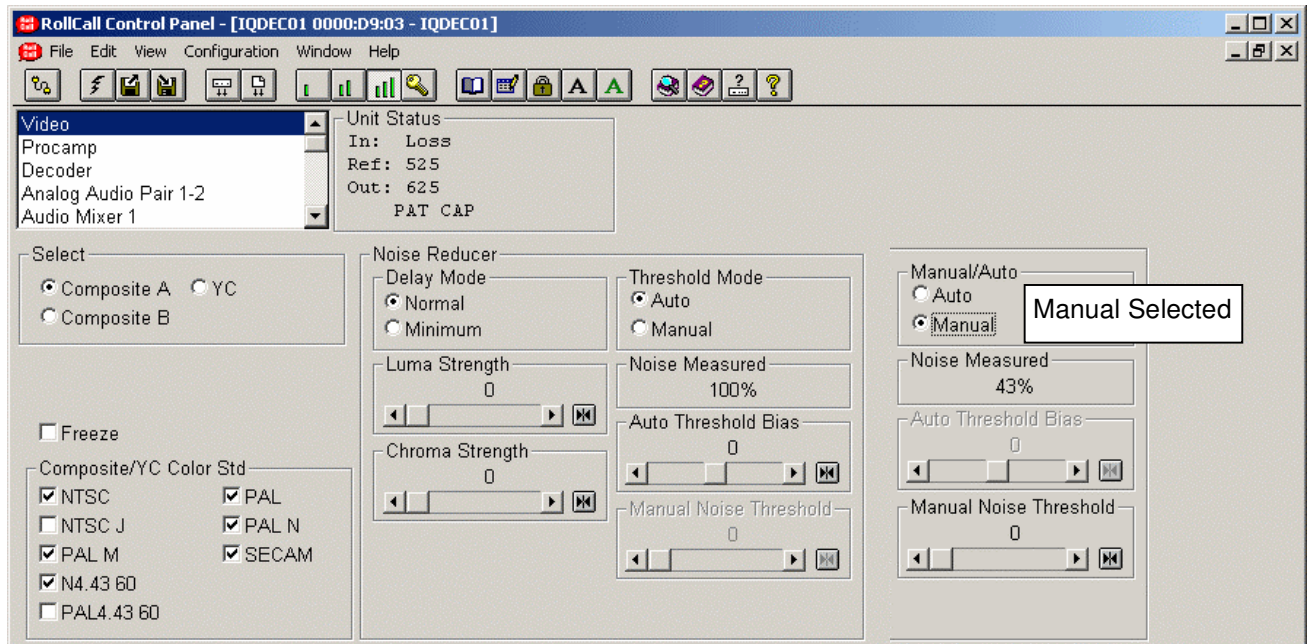 RollCall Control Panel - [IQDEC01 0000:D9:03 - IQDEC01]
File Edit View Configuration Window Help
A A
Video
Procamp
Decoder
Analog Audio Pair 1-2
Audio Mixer 1
Unit Status
In: Loss
Ref: 525
Out: 625
PAT CAP
Select
Composite A YC
Composite B
Freeze
Composite/YC Color Std
NTSC PAL
NTSC J PAL N
PAL M SECAM
N4.43 60
PAL4.43 60
Noise Reducer
Delay Mode
Normal
Minimum
Luma Strength
0
Chroma Strength
0
Threshold Mode
Auto
Manual
Noise Measured
100%
Auto Threshold Bias
0
Manual Noise Threshold
0
Manual/Auto
Auto
Manual
Manual Selected
Noise Measured
43%
Auto Threshold Bias
0
Manual Noise Threshold
0